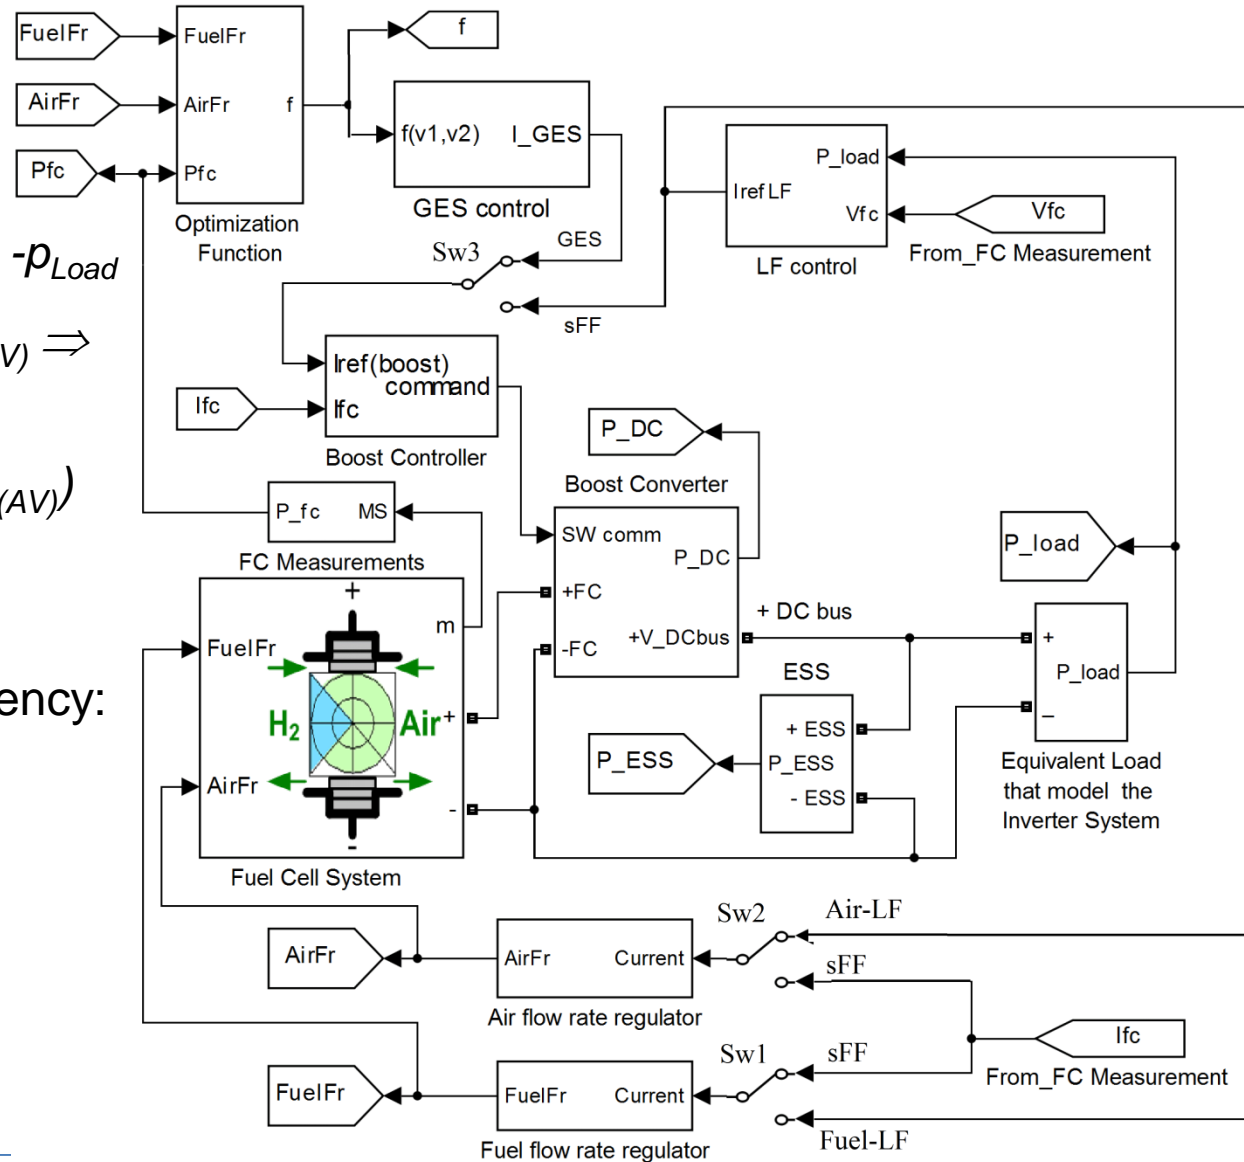 FuelFr
FuelFr
f
AirFr
AirFr
f
Pfc
Pfc
Optimization
Function
f(v1,v2)
I_GES
GES control
P_load
Iref LF
Vfc
LF control
Vfc
From_FC Measurement
-pLoad
V) ⇒
(AV))
ency:
Sw3
GES
sFF
Iref(boost)
command
Ifc
Ifc
Boost Controller
P_DC
Boost Converter
P_fc
MS
FC Measurements
SW comm
P_DC
+FC
-FC
+V_DCbus
+ DC bus
P_load
+
P_load
–
Equivalent Load
that model the
Inverter System
ESS
+ ESS
P_ESS
- ESS
P_ESS
+
m
FuelFr
H2
Air
+
AirFr
-
-
Fuel Cell System
AirFr
AirFr
Current
Air flow rate regulator
Sw2
Air-LF
sFF
Ifc
From_FC Measurement
FuelFr
FuelFr
Current
Fuel flow rate regulator
Sw1
sFF
Fuel-LF